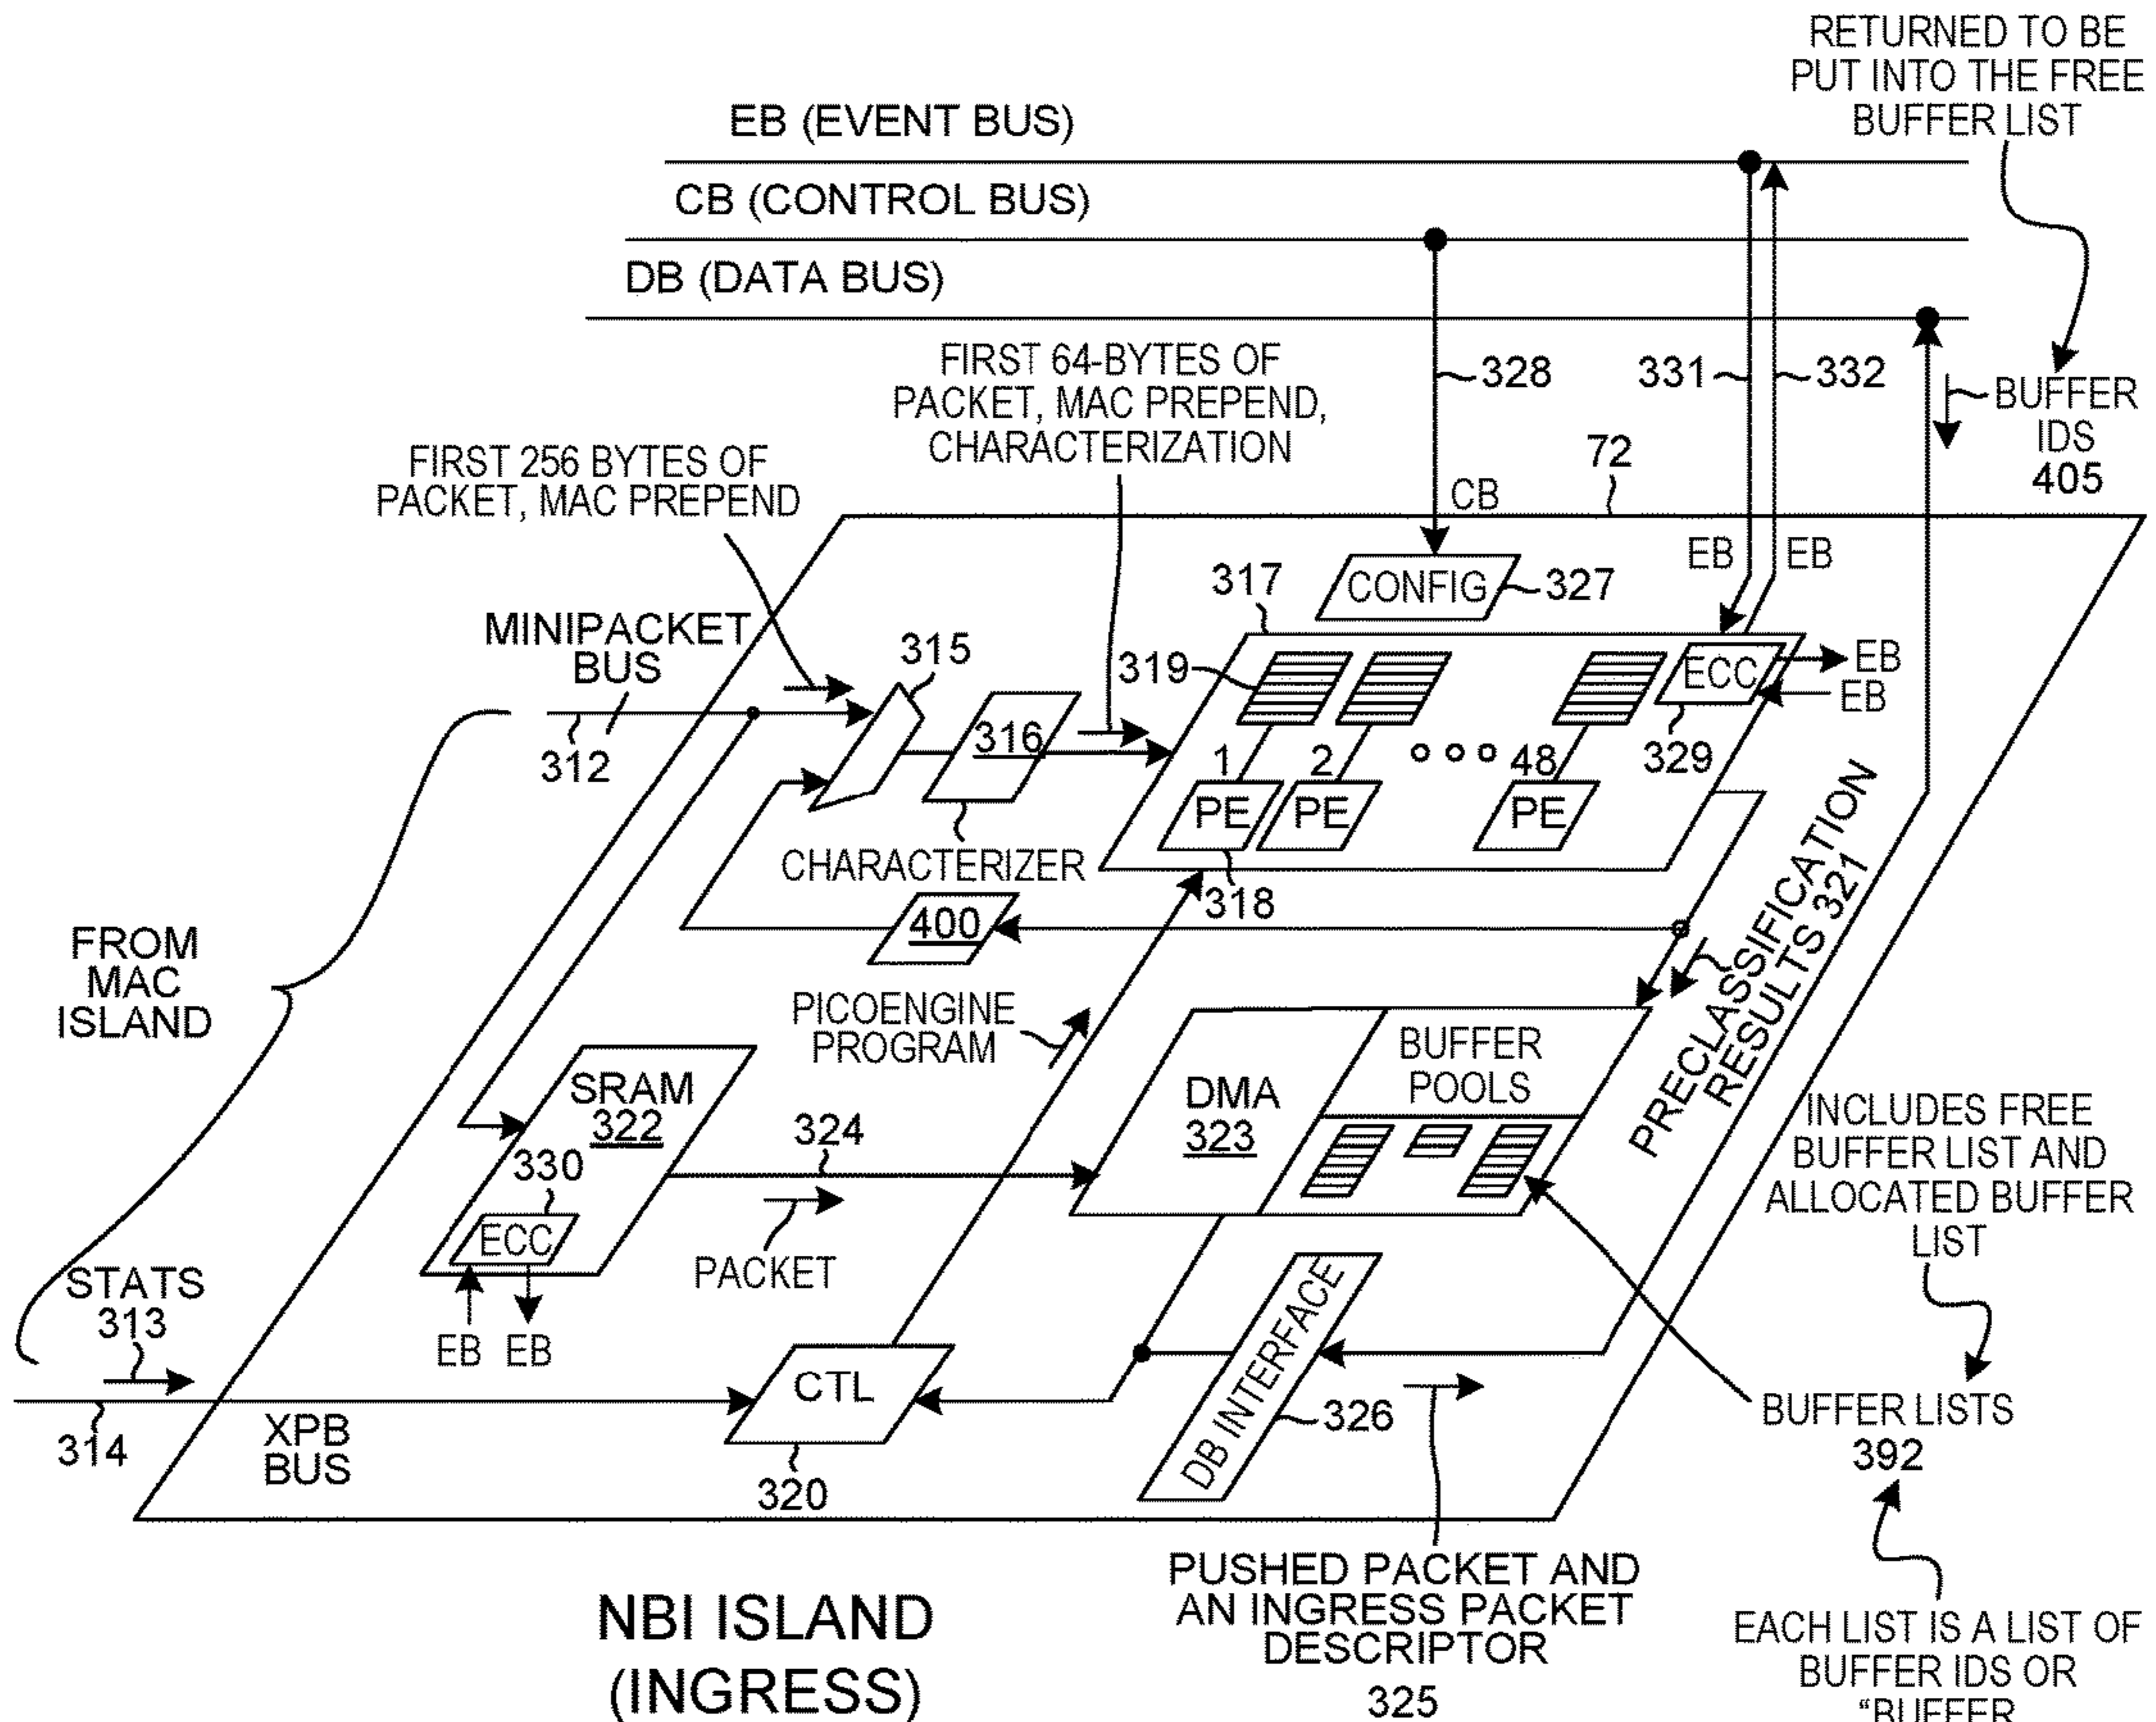 RETURNED TO BE
PUT INTO THE FREE
BUFFER LIST
EB (EVENT BUS)
CB (CONTROL BUS)
DB (DATA BUS)
FIRST 64-BYTES OF
PACKET, MAC PREPEND,
CHARACTERIZATION
328
331
332
BUFFER
IDS
405
FIRST 256 BYTES OF
PACKET, MAC PREPEND
72
CB
EB
EB
MINIPACKET
BUS
312
315
316
CHARACTERIZER
317
CONFIG
327
319
ECC
EB
EB
329
1
2
48
PE
PE
PE
318
400
PRECLASSIFICATION
RESULTS 321
FROM
MAC
ISLAND
PICOENGINE
PROGRAM
SRAM
322
330
ECC
EB
EB
324
PACKET
DMA
323
BUFFER
POOLS
INCLUDES FREE
BUFFER LIST AND
ALLOCATED BUFFER
LIST
STATS
313
314
XPB
BUS
CTL
320
DB INTERFACE
326
BUFFER LISTS
392
PUSHED PACKET AND
AN INGRESS PACKET
DESCRIPTOR
325
EACH LIST IS A LIST OF
BUFFER IDS OR
“BUFFER
NBI ISLAND
(INGRESS)